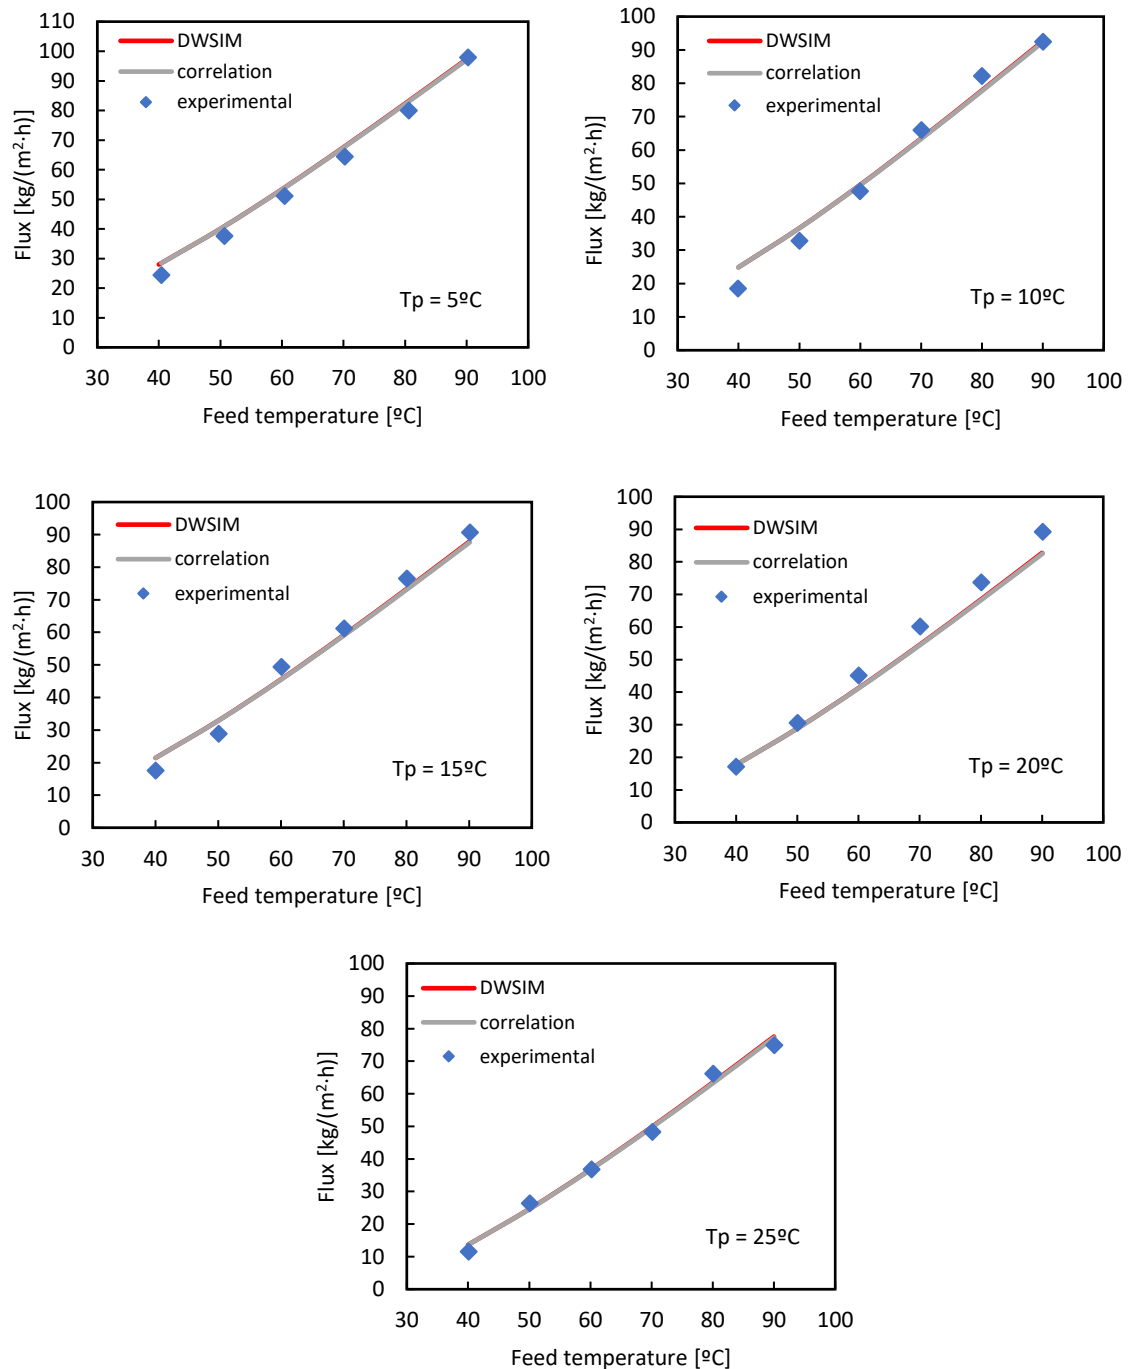 110
100
90
80
70
60
50
40
30
20
10
0
Flux [kg/(m²·h)]
DWSIM
correlation
experimental
Tp = 5ºC
30 40 50 60 70 80 90 100
Feed temperature [ºC]
100
90
80
70
60
50
40
30
20
10
0
Flux [kg/(m²·h)]
DWSIM
correlation
experimental
Tp = 10ºC
30 40 50 60 70 80 90 100
Feed temperature [ºC]
100
90
80
70
60
50
40
30
20
10
0
Flux [kg/(m²·h)]
DWSIM
correlation
experimental
Tp = 15ºC
30 40 50 60 70 80 90 100
Feed temperature [ºC]
100
90
80
70
60
50
40
30
20
10
0
Flux [kg/(m²·h)]
DWSIM
correlation
experimental
Tp = 20ºC
30 40 50 60 70 80 90 100
Feed temperature [ºC]
100
90
80
70
60
50
40
30
20
10
0
Flux [kg/(m²·h)]
DWSIM
correlation
experimental
Tp = 25ºC
30 40 50 60 70 80 90 100
Feed temperature [ºC]